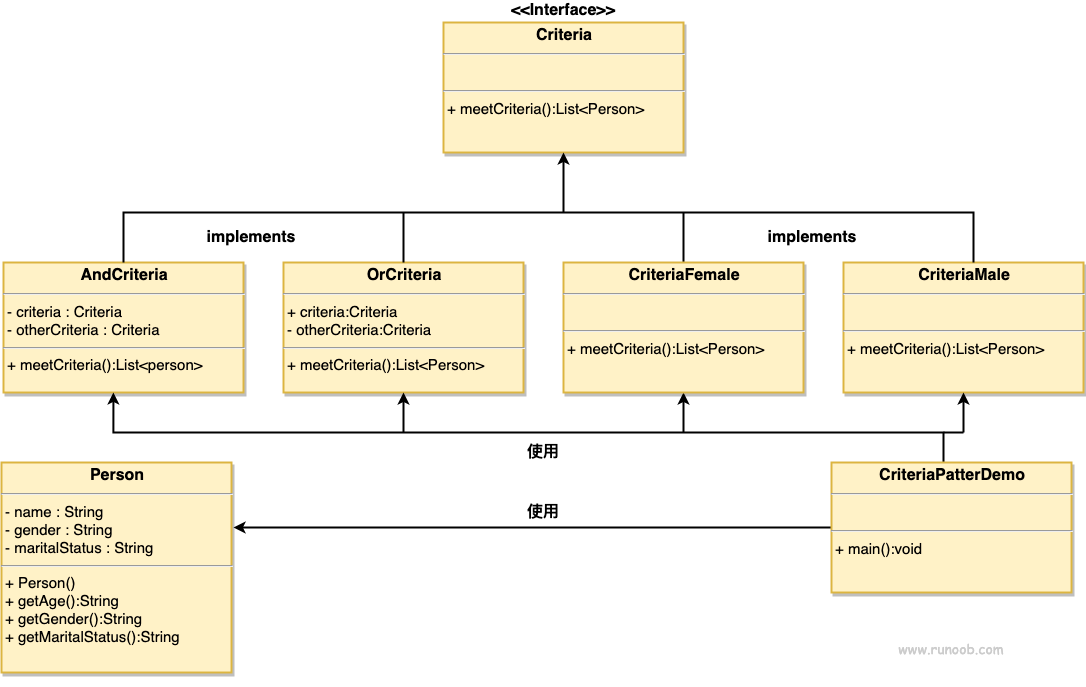 <<Interface>>
Criteria
+ meetCriteria():List<Person>
implements
implements
AndCriteria
- criteria : Criteria
- otherCriteria : Criteria
+ meetCriteria():List<person>
OrCriteria
+ criteria:Criteria
- otherCriteria:Criteria
+ meetCriteria():List<Person>
CriteriaFemale
+ meetCriteria():List<Person>
CriteriaMale
+ meetCriteria():List<Person>
使用
Person
- name : String
- gender : String
- maritalStatus : String
+ Person()
+ getAge():String
+ getGender():String
+ getMaritalStatus():String
使用
CriteriaPatterDemo
+ main():void
www.runoob.com